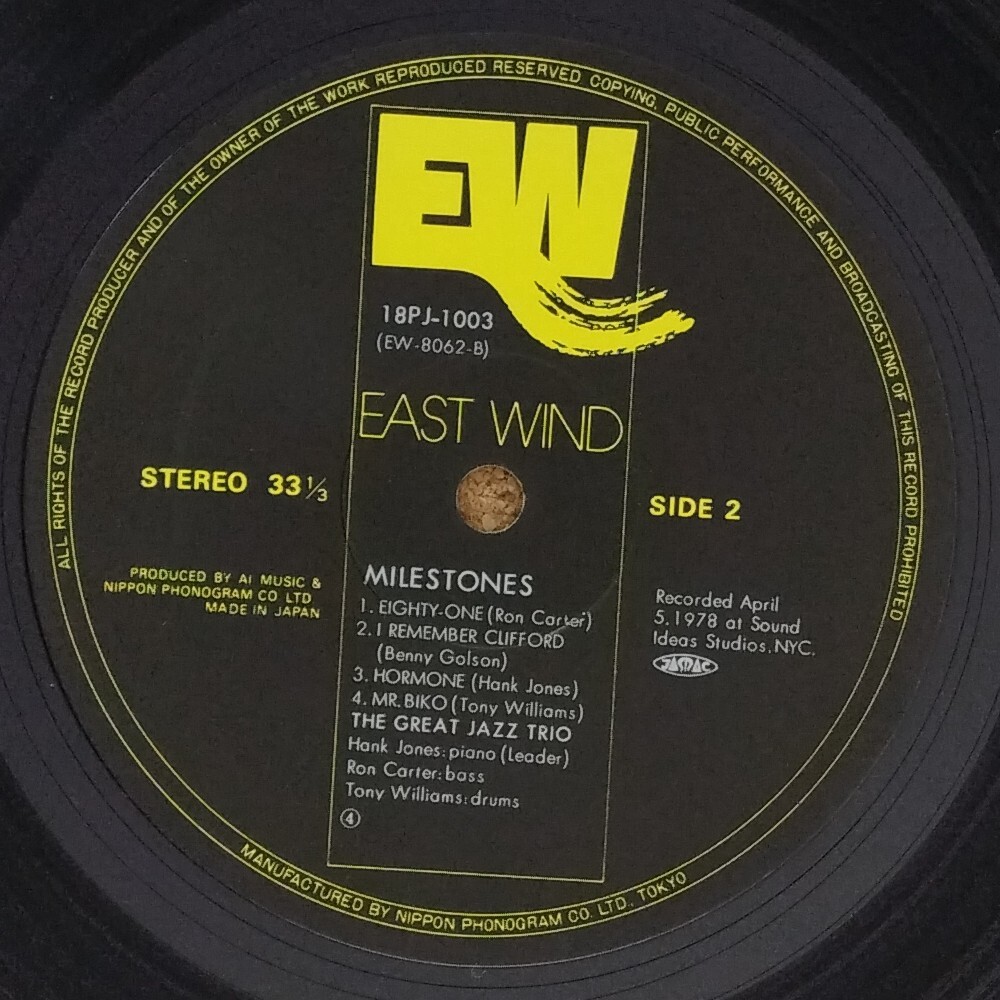 ALL RIGHTS OF THE RECORD PRODUCER AND OF THE OWNER OF THE WORK REPRODUCED RESERVED COPYING, PUBLIC PERFORMANCE AND BROADCASTING OF THIS RECORD PROHIBITED
EW
18PJ-1003
(EW-8062-B)
EAST WIND
STEREO 33 1/3
SIDE 2
PRODUCED BY AI MUSIC &
NIPPON PHONOGRAM CO LTD
MADE IN JAPAN
MILESTONES
1. EIGHTY-ONE (Ron Carter)
2. I REMEMBER CLIFFORD
(Benny Golson)
3. HORMONE (Hank Jones)
4. MR. BIKO (Tony Williams)
THE GREAT JAZZ TRIO
Hank Jones: piano (Leader)
Ron Carter: bass
Tony Williams: drums
④
Recorded April
5. 1978 at Sound
Ideas Studios, NYC.
JASRAC
MANUFACTURED BY NIPPON PHONOGRAM CO. LTD., TOKYO